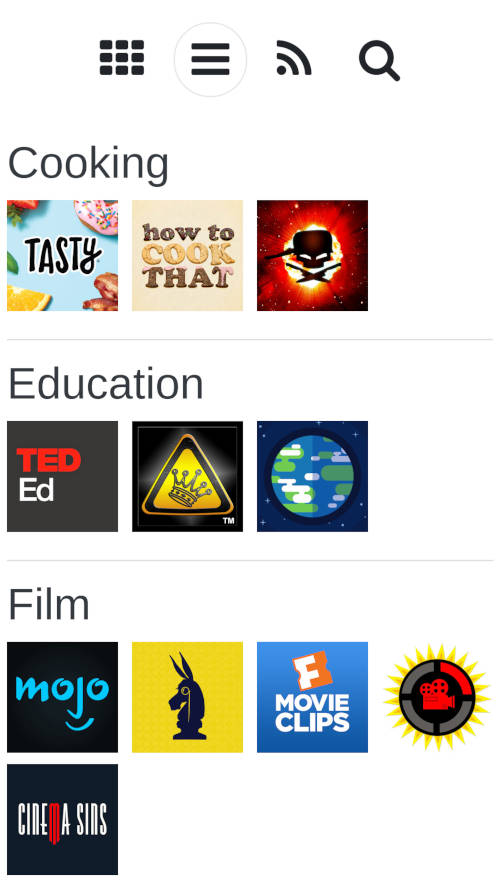 Cooking
TASTY
how to
COOK
THAT
Education
TED
Ed
TM
Film
mojo
MOVIE
CLIPS
CINEMA SINS